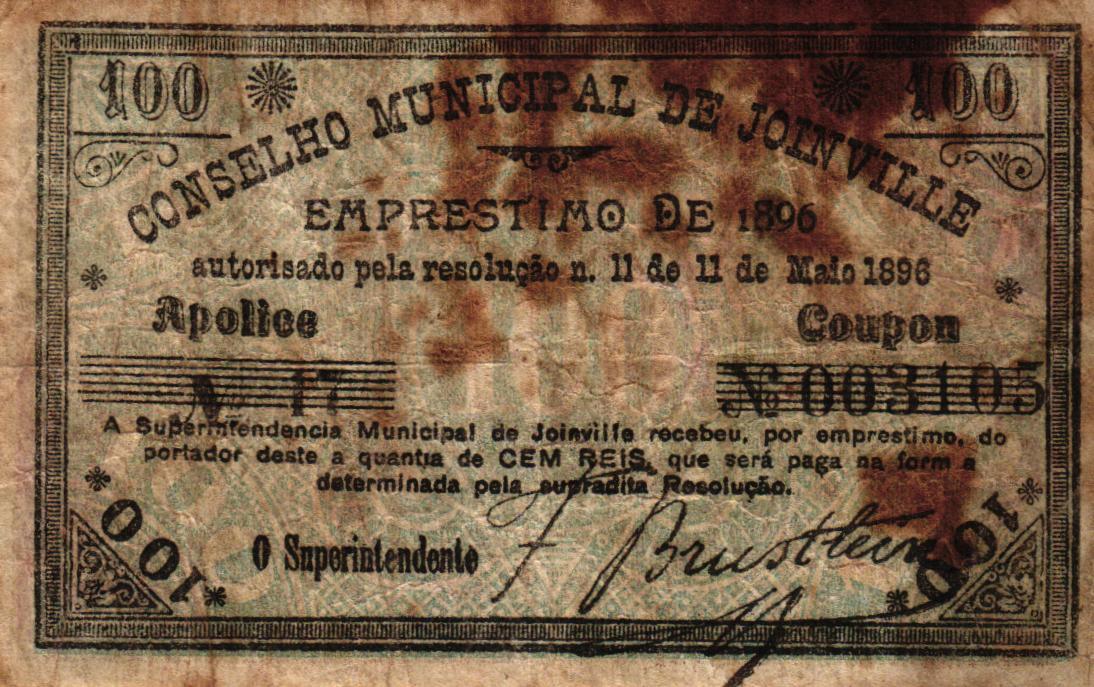 100 100
CONSELHO MUNICIPAL DE JOINVILLE
EMPRESTIMO DE 1896
autorisado pela resolução n. 11 de 11 de Maio 1896
Apolice Coupon
Nº 17 Nº 003105
A Superintendencia Municipal de Joinville recebeu, por emprestimo, do
portador deste a quantia de CEM REIS, que será paga na form a
determinada pela supradita Resolução.
O Snperintendente F Brustlein
100 100